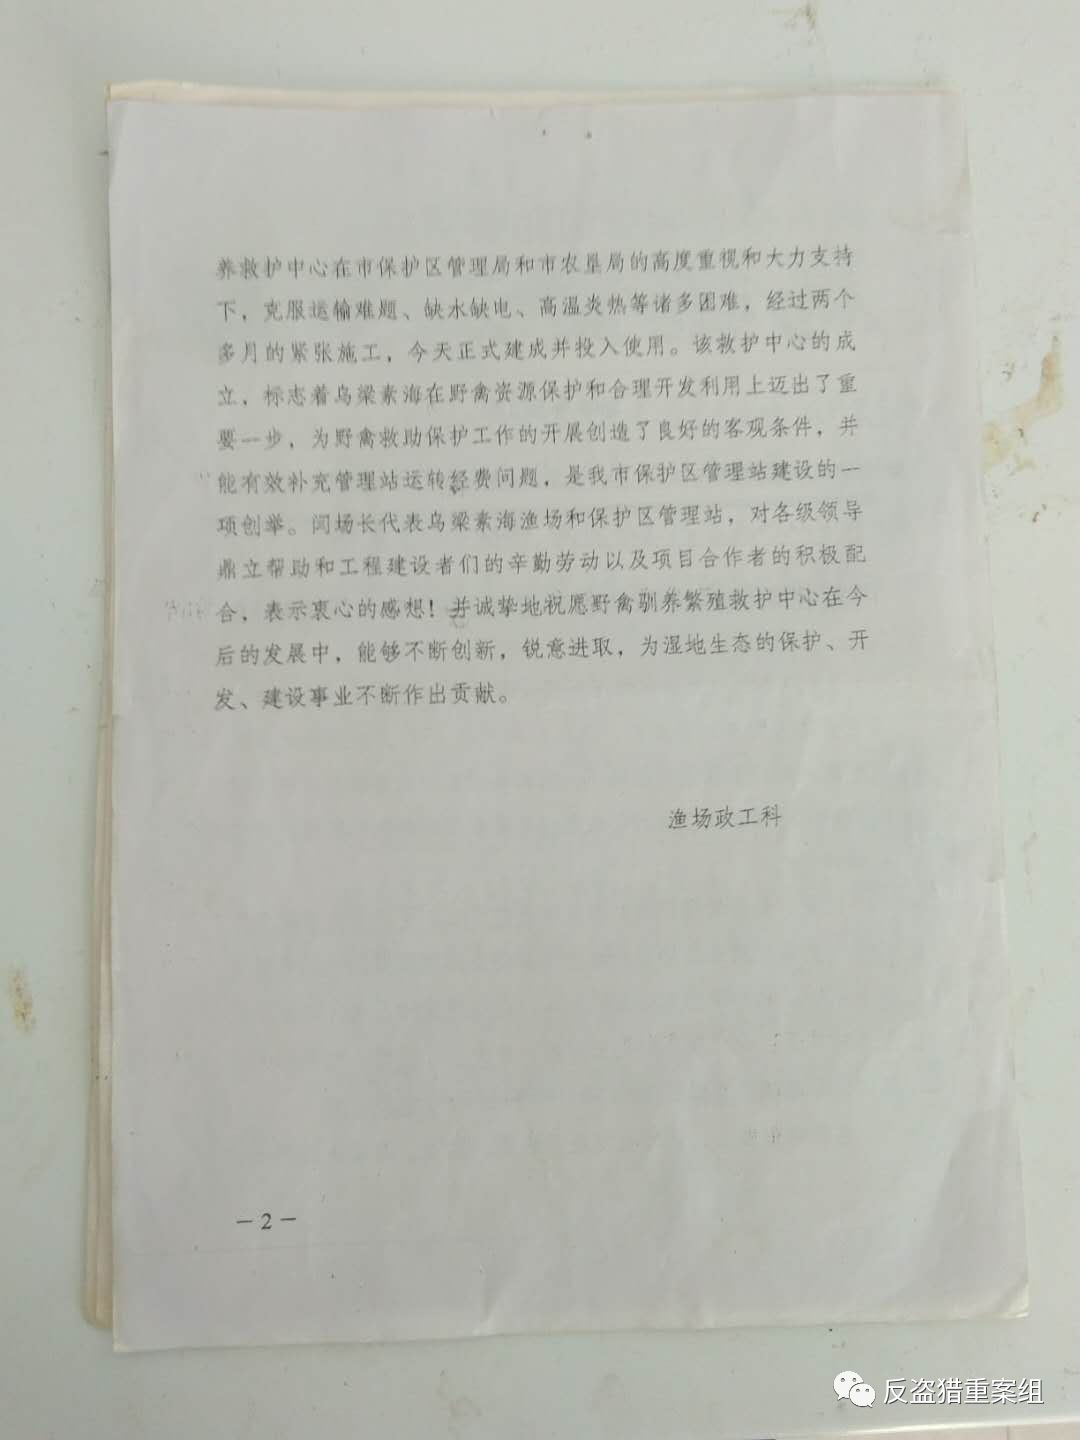 养救护中心在市保护区管理局和市农垦局的高度重视和大力支持
下，克服运输难题、缺水缺电、高温炎热等诸多困难，经过两个
多月的紧张施工，今天正式建成并投入使用。该救护中心的成
立，标志着乌梁素海在野禽资源保护和合理开发利用上迈出了重
要一步，为野禽救助保护工作的开展创造了良好的客观条件，并
能有效补充管理站运转经费问题，是我市保护区管理站建设的一
项创举。闫场长代表乌梁素海渔场和保护区管理站，对各级领导
鼎立帮助和工程建设者们的辛勤劳动以及项目合作者的积极配
合，表示衷心的感想！并诚挚地祝愿野禽驯养繁殖救护中心在今
后的发展中，能够不断创新，锐意进取，为湿地生态的保护、开
发、建设事业不断作出贡献。
渔场政工科
－2－
反盗猎重案组